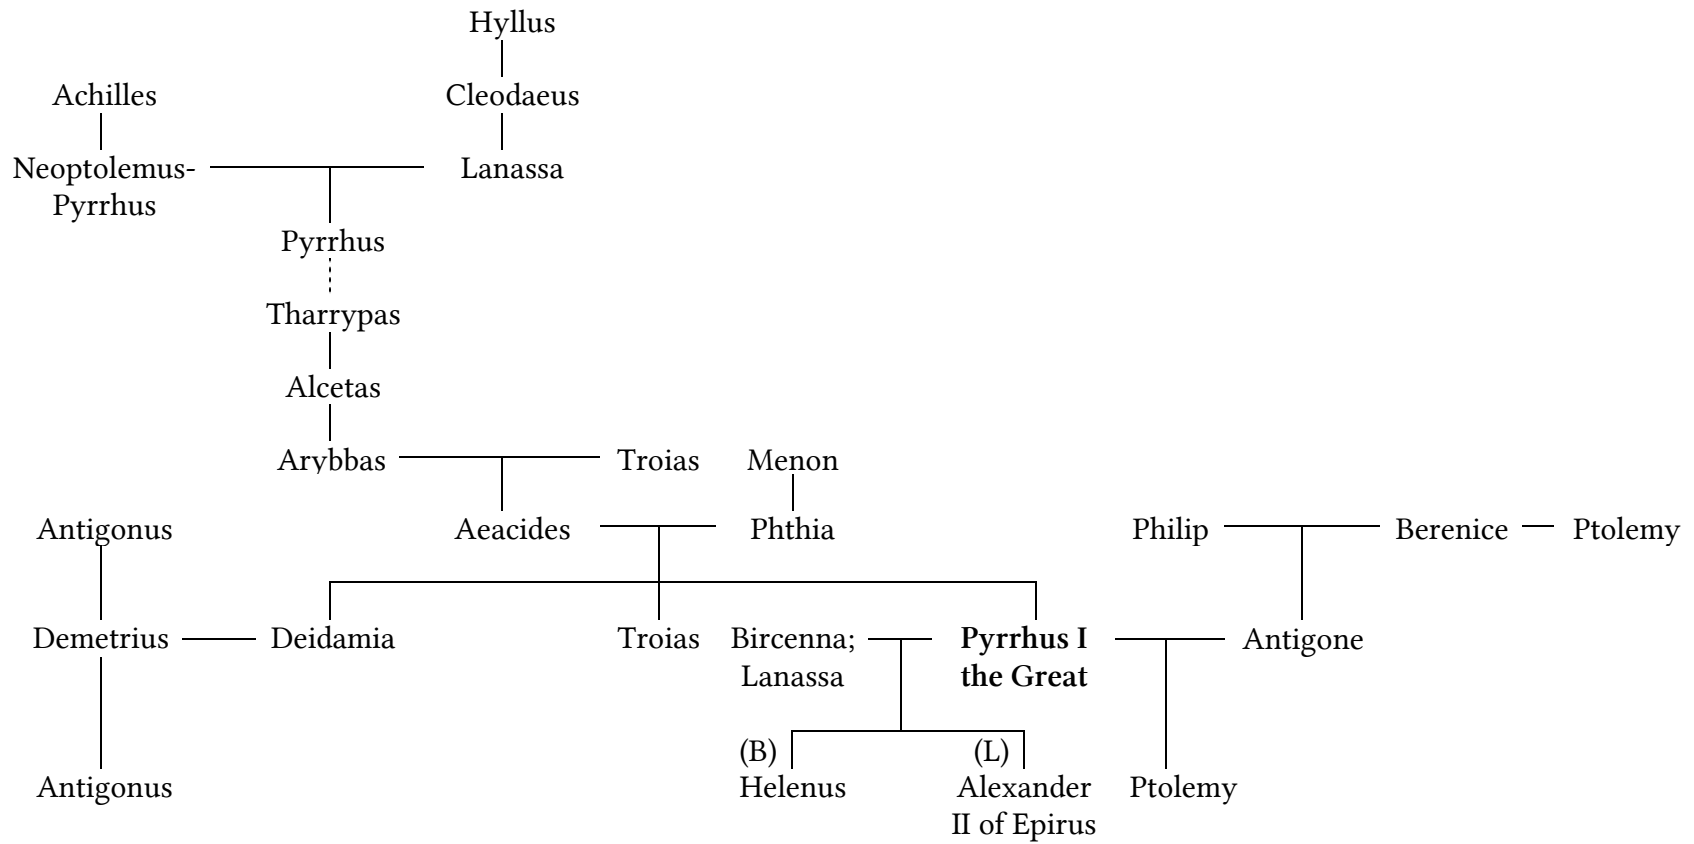 Hyllus
Achilles
Cleodaeus
Neoptolemus-
Pyrrhus
Lanassa
Pyrrhus
Tharrypas
Alcetas
Arybbas
Troias
Menon
Antigonus
Aeacides
Phthia
Philip
Berenice
Ptolemy
Demetrius
Deidamia
Troias
Bircenna;
Lanassa
Pyrrhus I
the Great
Antigone
(B)
(L)
Antigonus
Helenus
Alexander
II of Epirus
Ptolemy